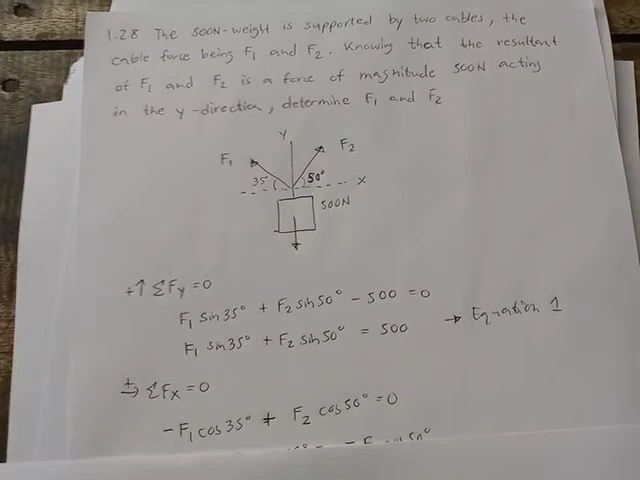 1.28 The 500N-weight is supported by two cables, the
cable force being F1 and F2. Knowing that the resultant
of F1 and F2 is a force of magnitude 500N acting
in the y-direction, determine F1 and F2
Y
F1
F2
35
50°
X
500N
+↑ ΣFy = 0
F1 sin 35° + F2 sin 50° - 500 = 0
F1 sin 35° + F2 sin 50° = 500 → Equation 1
+→ ΣFx = 0
-F1 cos 35° + F2 cos 50° = 0